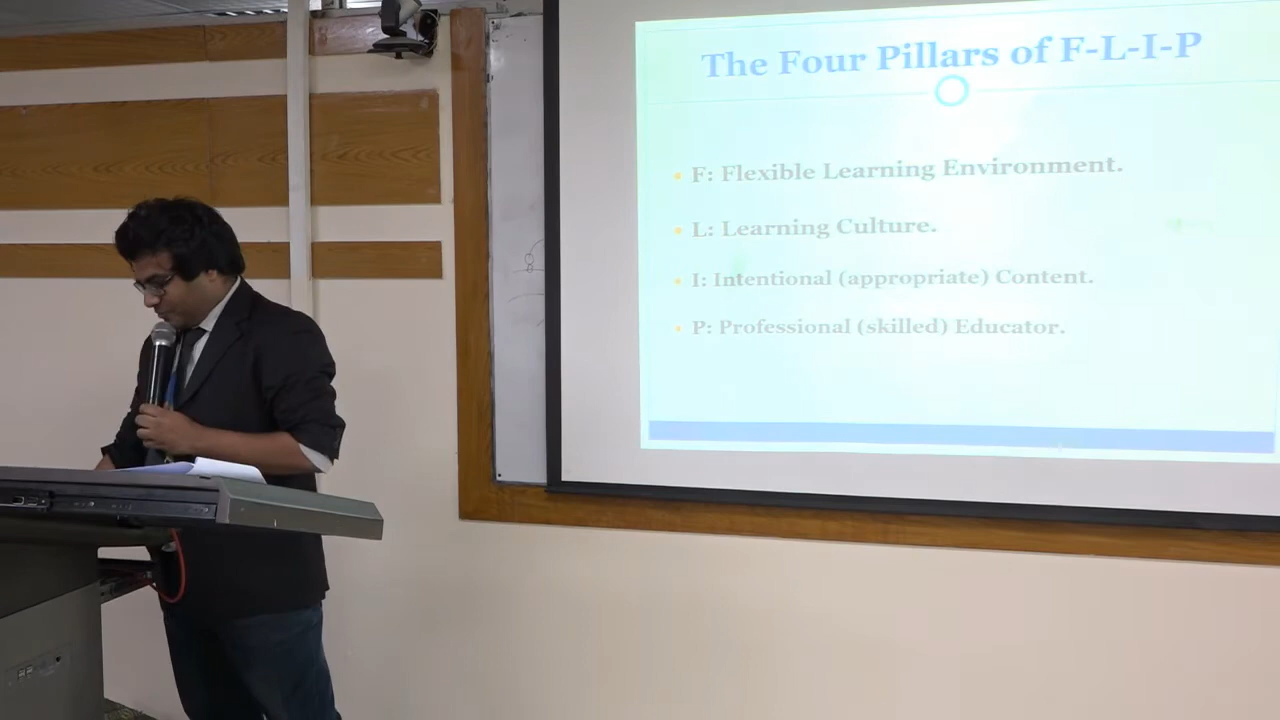 The Four Pillars of F-L-I-P
F: Flexible Learning Environment.
L: Learning Culture.
I: Intentional (appropriate) Content.
P: Professional (skilled) Educator.